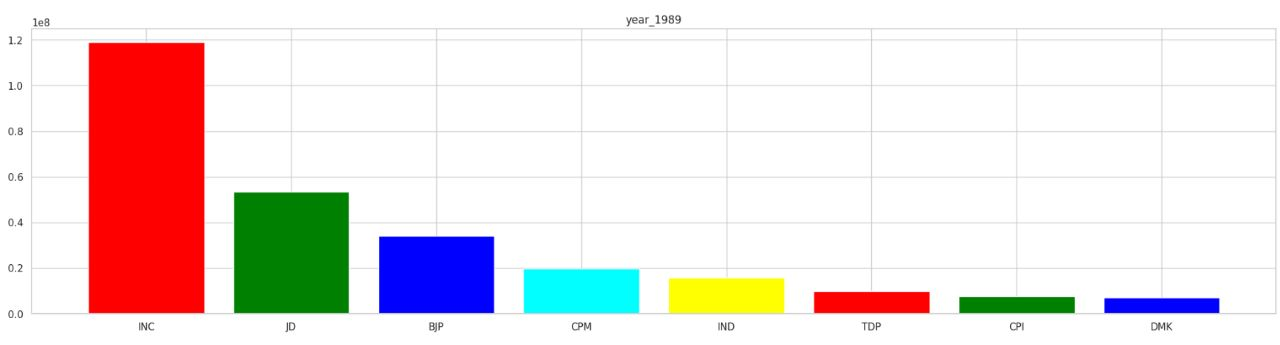 year_1989
1e8
1.2
1.0
0.8
0.6
0.4
0.2
0.0
INC JD BJP CPM IND TDP CPI DMK